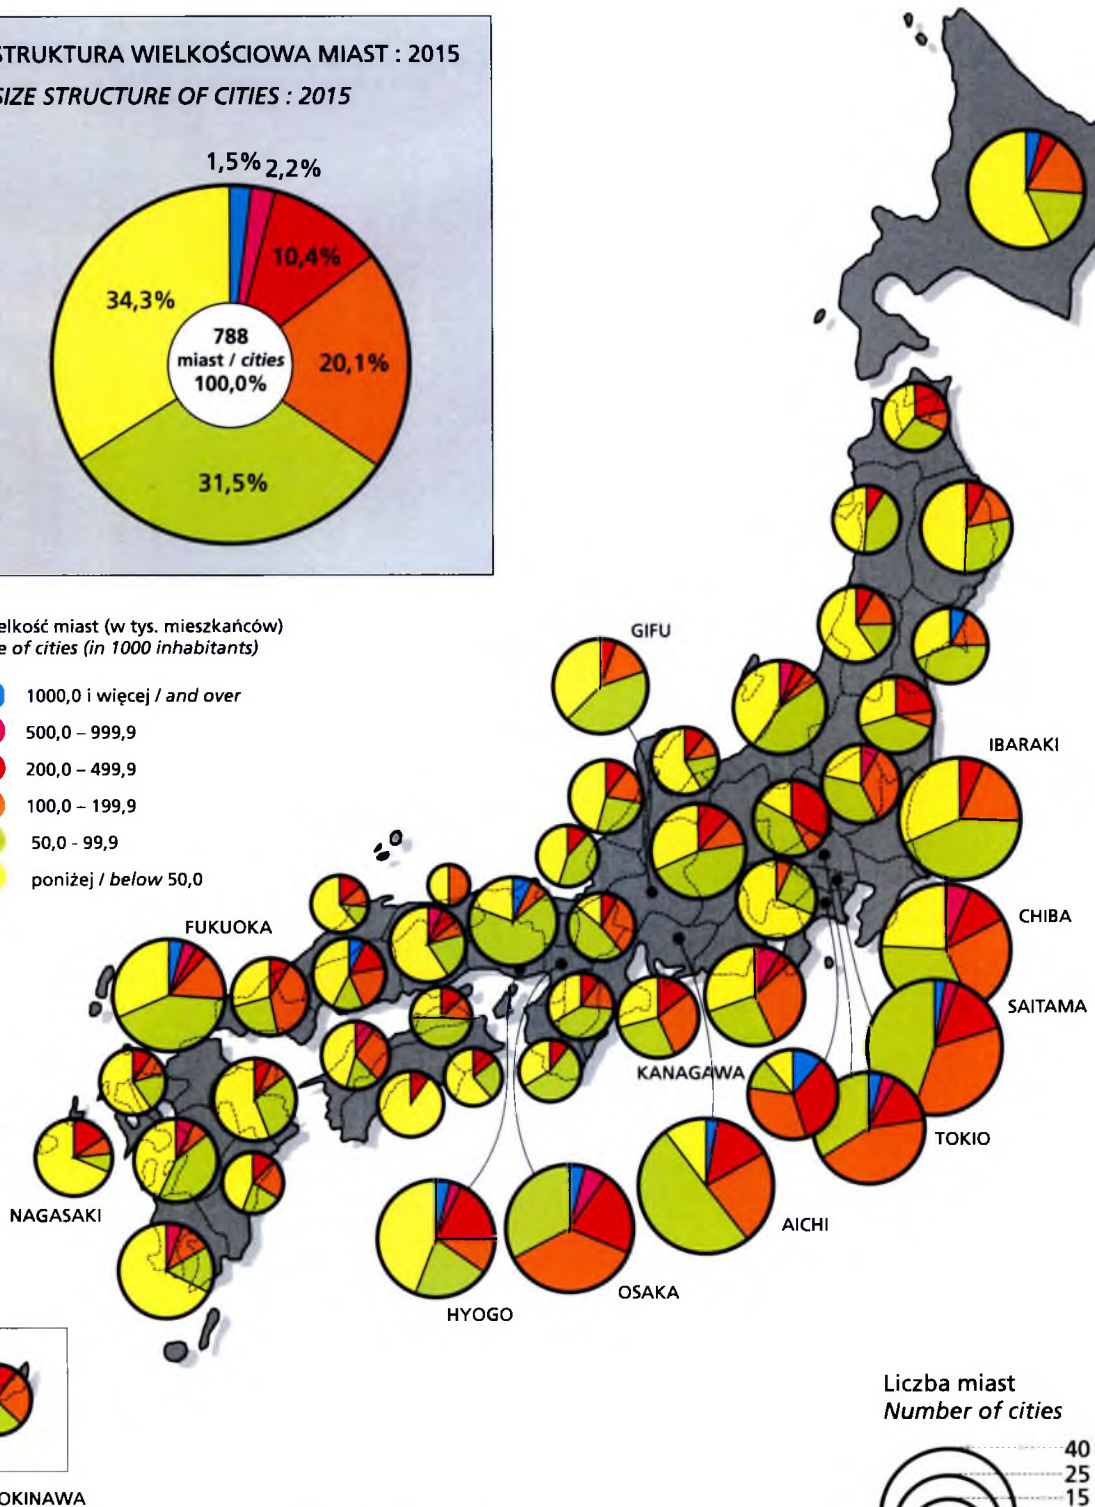 STRUKTURA WIELKOŚCIOWA MIAST : 2015
SIZE STRUCTURE OF CITIES : 2015
1,5% 2,2%
10,4%
34,3%
788
miast / cities
100,0%
20,1%
31,5%
elkość miast (w tys. mieszkańców)
e of cities (in 1000 inhabitants)
1000,0 i więcej / and over
500,0 – 999,9
200,0 – 499,9
100,0 – 199,9
50,0 - 99,9
poniżej / below 50,0
GIFU
IBARAKI
FUKUOKA
CHIBA
SAITAMA
KANAGAWA
TOKIO
NAGASAKI
AICHI
OSAKA
HYOGO
OKINAWA
Liczba miast
Number of cities
40
25
15